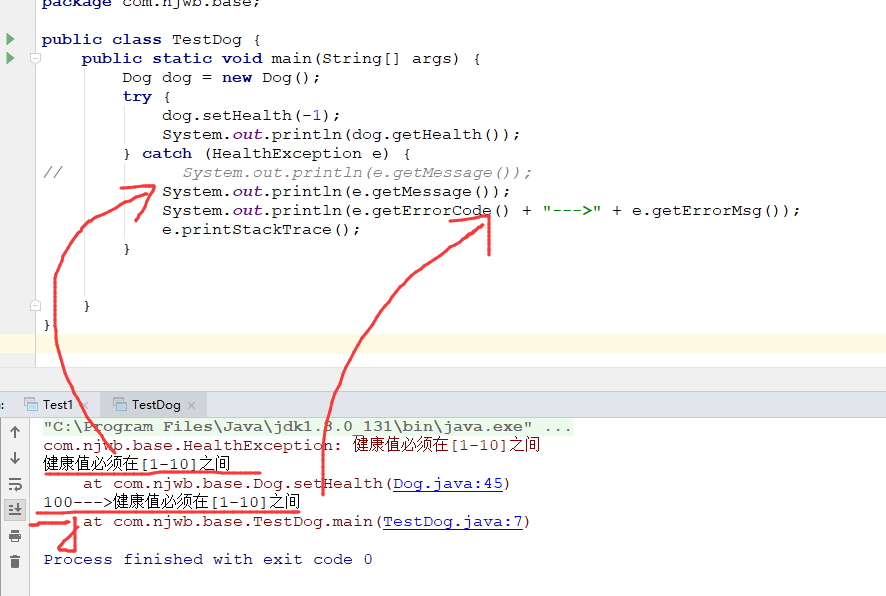 package com.njwb.base;
public class TestDog {
public static void main(String[] args) {
Dog dog = new Dog();
try {
dog.setHealth(-1);
System.out.println(dog.getHealth());
} catch (HealthException e) {
// System.out.println(e.getMessage());
System.out.println(e.getMessage());
System.out.println(e.getErrorCode() + "--->" + e.getErrorMsg());
e.printStackTrace();
}
}
}
Test1 TestDog
"C:\Program Files\Java\jdk1.8.0_131\bin\java.exe" ...
com.njwb.base.HealthException: 健康值必须在[1-10]之间
健康值必须在[1-10]之间
at com.njwb.base.Dog.setHealth(Dog.java:45)
100--->健康值必须在[1-10]之间
at com.njwb.base.TestDog.main(TestDog.java:7)
Process finished with exit code 0